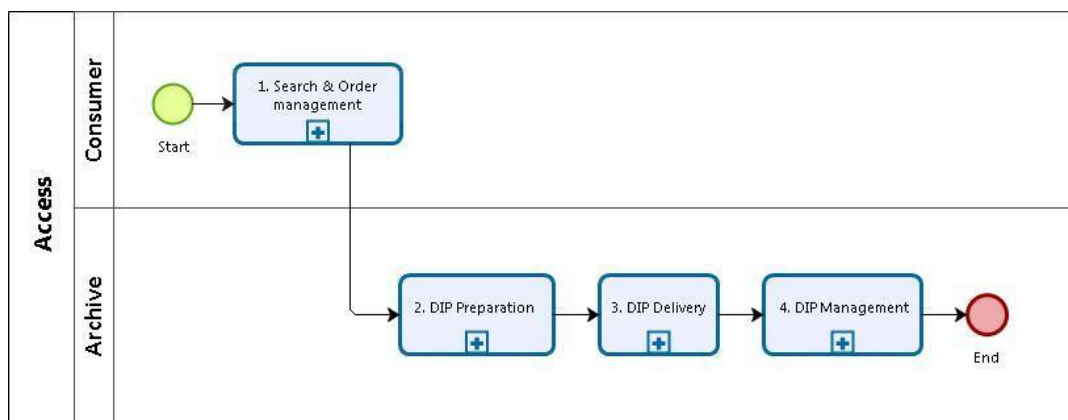 Access
Consumer
Start
1. Search & Order
management
Archive
2. DIP Preparation
3. DIP Delivery
4. DIP Management
End